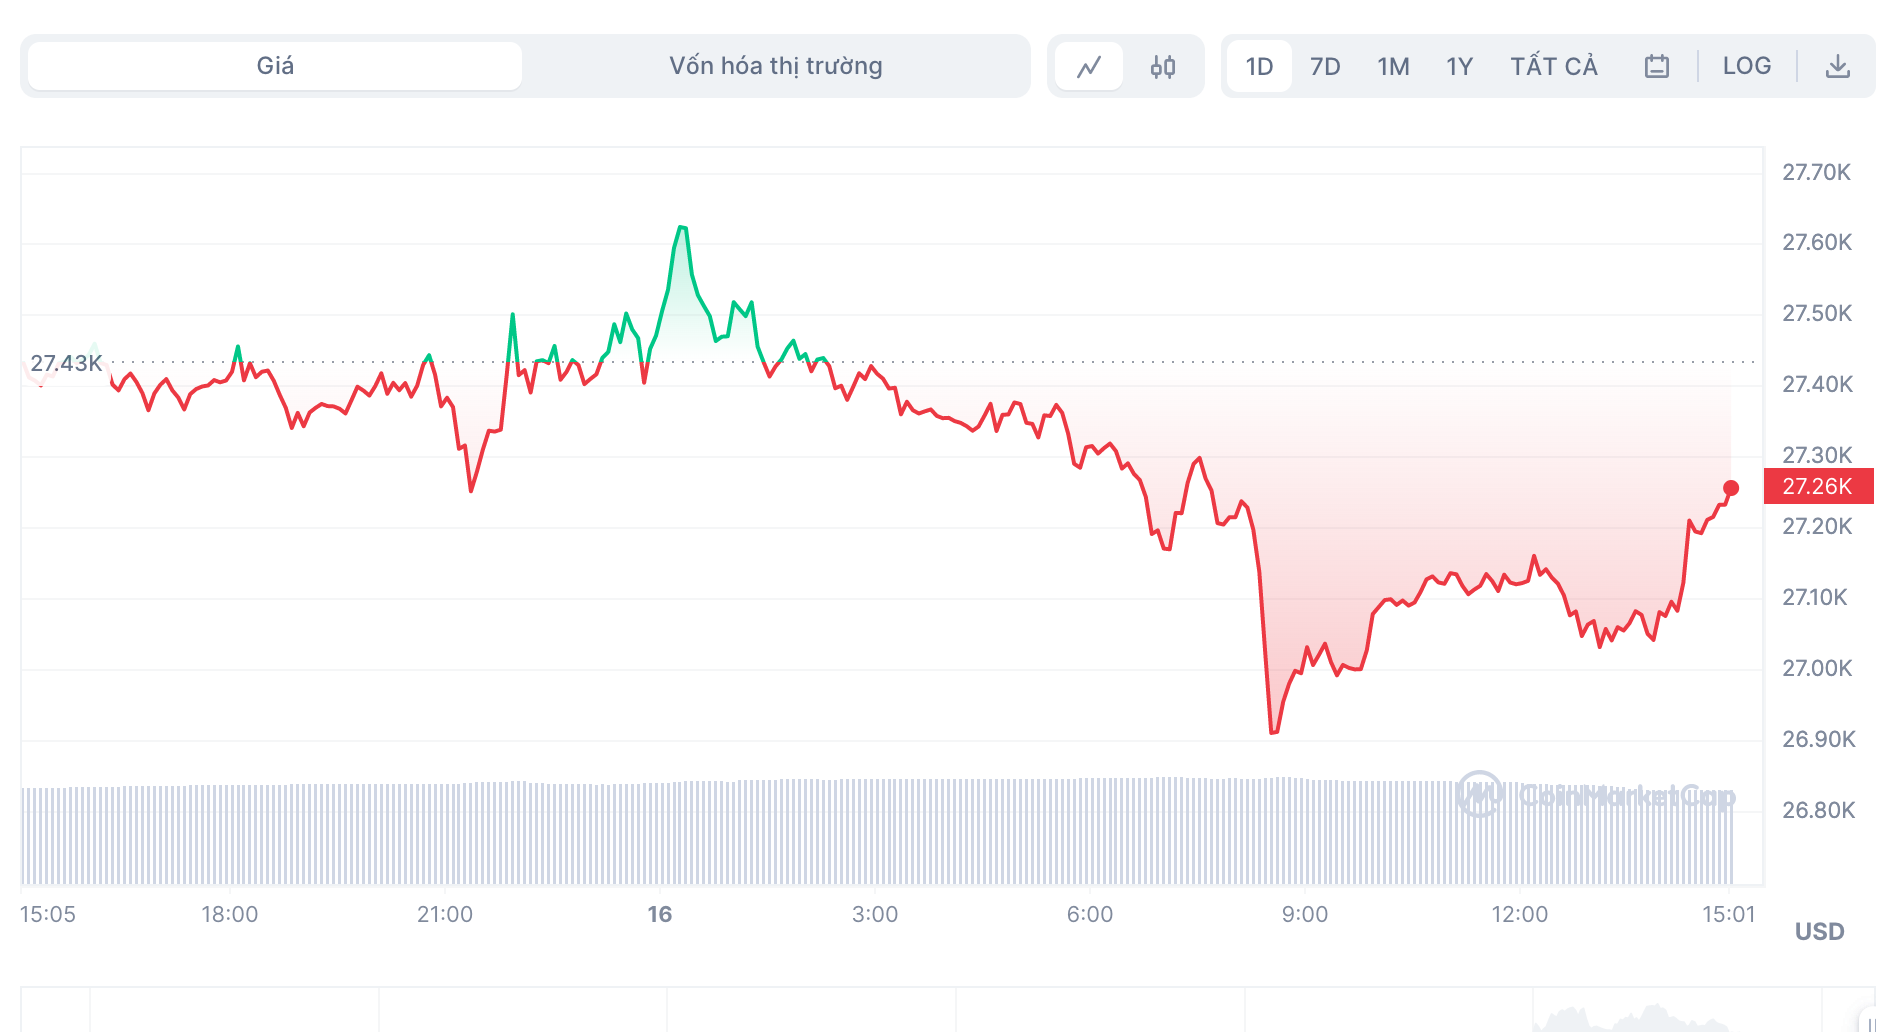 Giá Vốn hóa thị trường 1D 7D 1M 1Y TẤT CẢ LOG
27.70K
27.60K
27.50K
27.43K
27.40K
27.30K
27.26K
27.20K
27.10K
27.00K
26.90K
CoinMarketCap
26.80K
15:05 18:00 21:00 16 3:00 6:00 9:00 12:00 15:01
USD